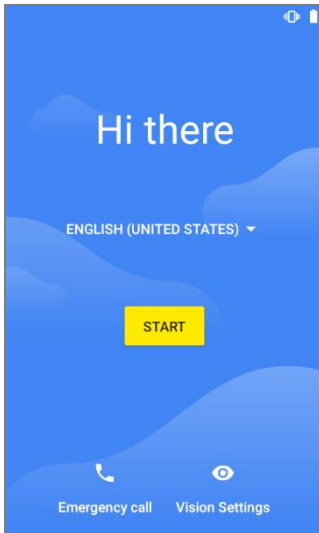 Hi there
ENGLISH (UNITED STATES)
START
Emergency call Vision Settings